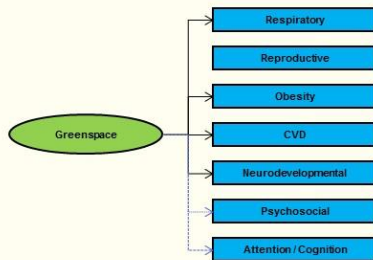 Respiratory
Reproductive
Obesity
Greenspace
CVD
Neurodevelopmental
Psychosocial
Attention / Cognition